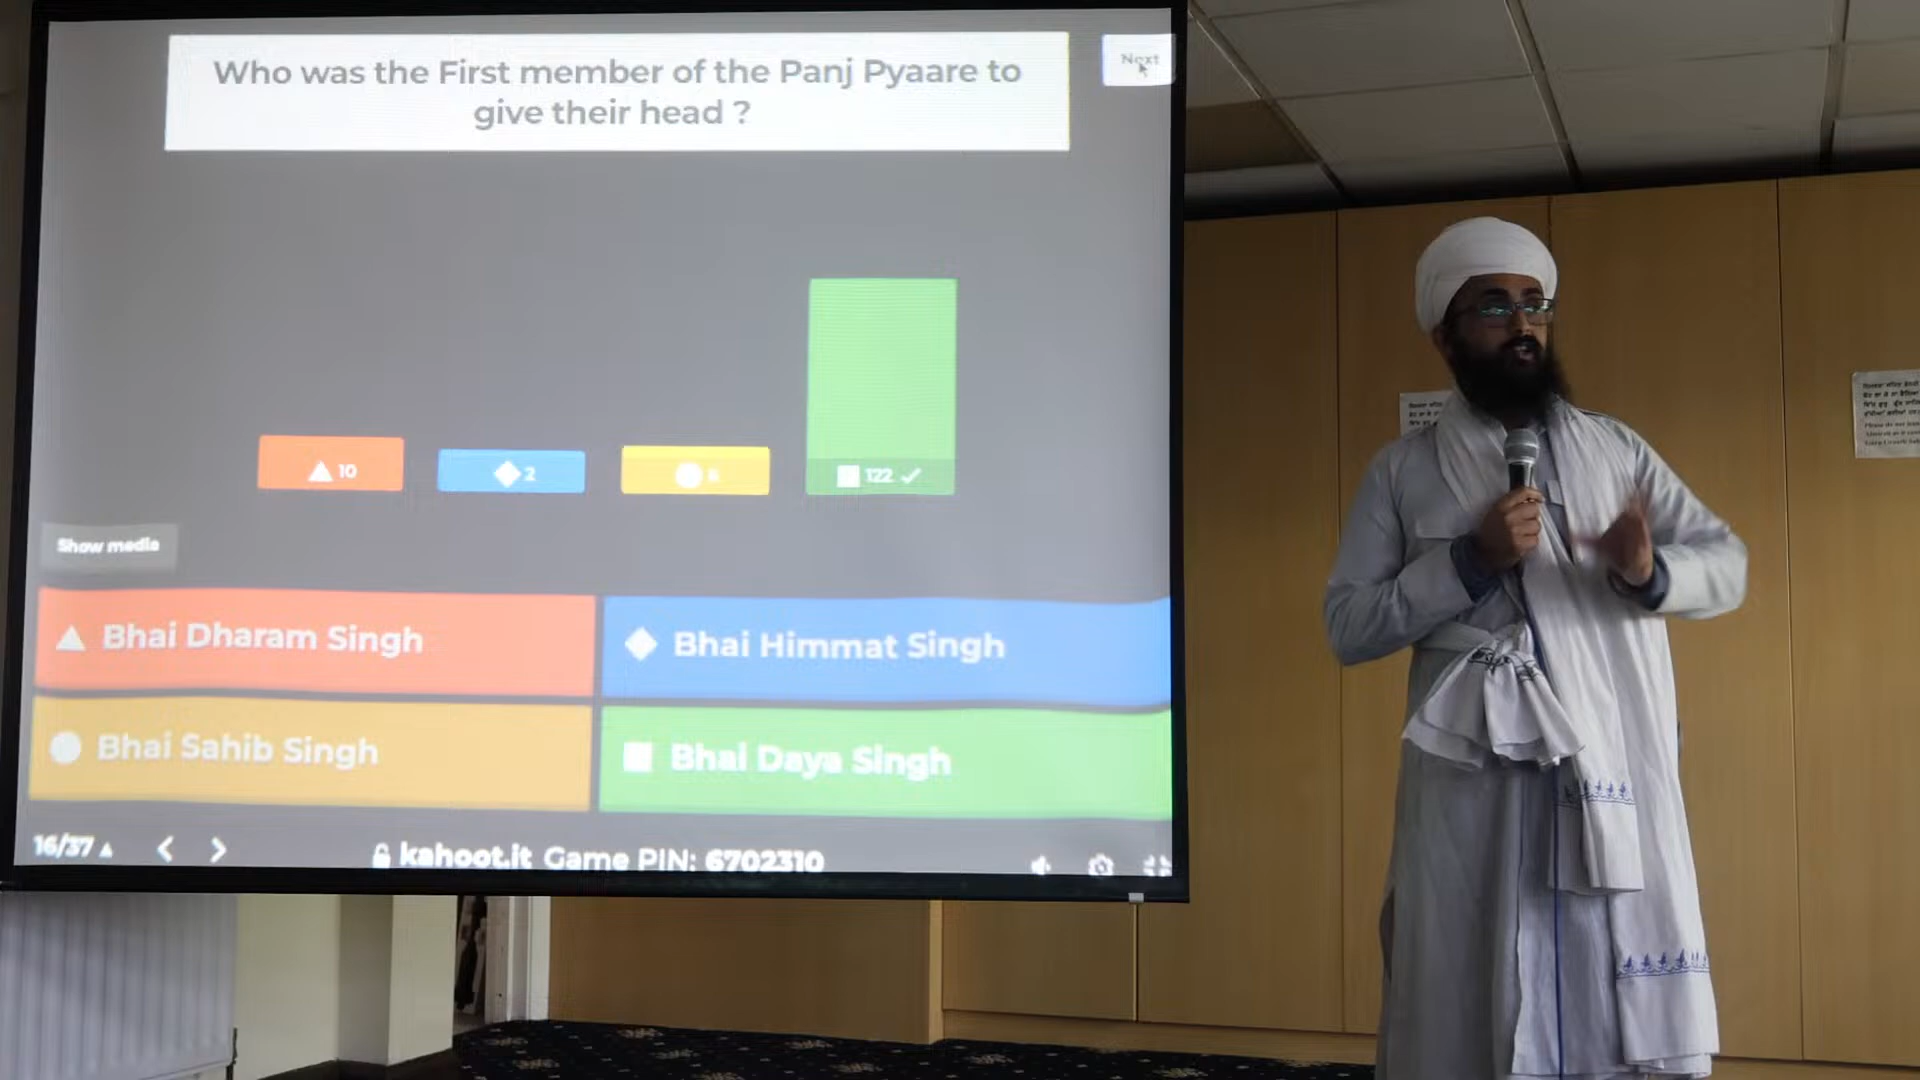 Who was the First member of the Panj Pyaare to
give their head ?
Next
10
2
122
Show media
Bhai Dharam Singh
Bhai Himmat Singh
Bhai Sahib Singh
Bhai Daya Singh
16/37
kahoot.it Game PIN: 6702310